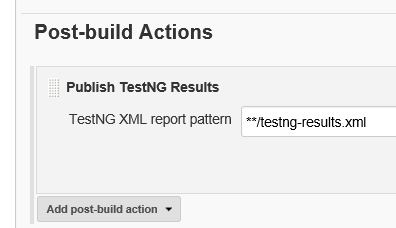 Post-build Actions
Publish TestNG Results
TestNG XML report pattern **/testng-results.xml
Add post-build action